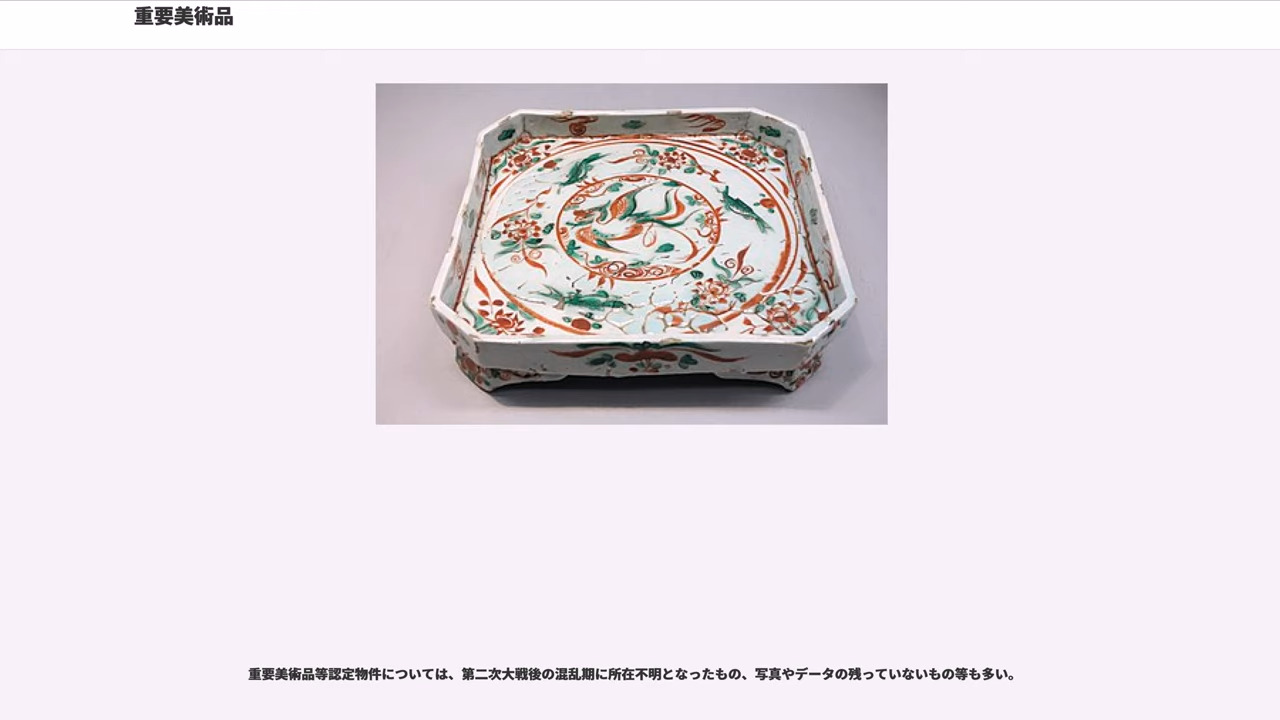 重要美術品
重要美術品等認定物件については、第二次大戦後の混乱期に所在不明となったもの、写真やデータの残っていないもの等も多い。